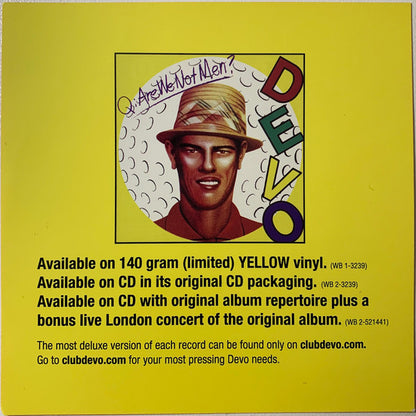 Q: Are We Not Men?
DEVO
Available on 140 gram (limited) YELLOW vinyl. (WB 1-3239)
Available on CD in its original CD packaging. (WB 2-3239)
Available on CD with original album repertoire plus a
bonus live London concert of the original album. (WB 2-521441)
The most deluxe version of each record can be found only on clubdevo.com.
Go to clubdevo.com for your most pressing Devo needs.